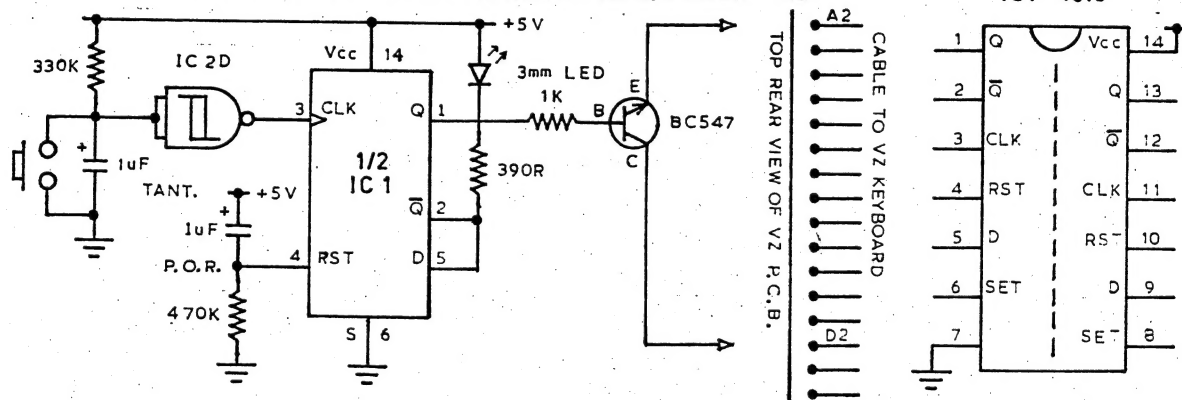 +5V
A2
330K
IC 2D
Vcc 14
3mm LED
1K
3 CLK
Q 1
B
E
C
BC547
+
1uF
TANT.
1/2
IC 1
390R
+5V
+
1uF
Q 2
P.O.R.
4 RST
D 5
470K
S 6
TOP REAR VIEW OF VZ P.C.B.
CABLE TO VZ KEYBOARD
D2
1 Q
Vcc 14
2 Q
Q 13
3 CLK
Q 12
4 RST
CLK 11
5 D
RST 10
6 SET
D 9
7
SET 8